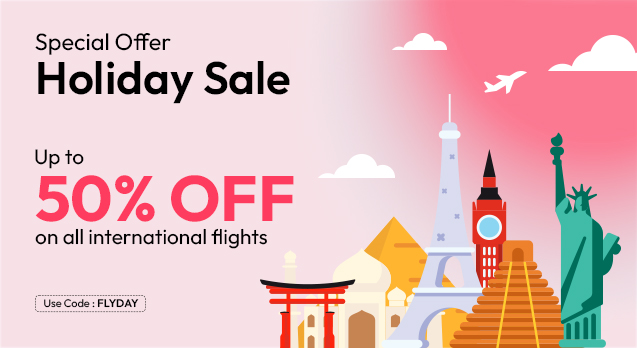 Special Offer
Holiday Sale
Up to
50% OFF
on all international flights
Use Code : FLYDAY